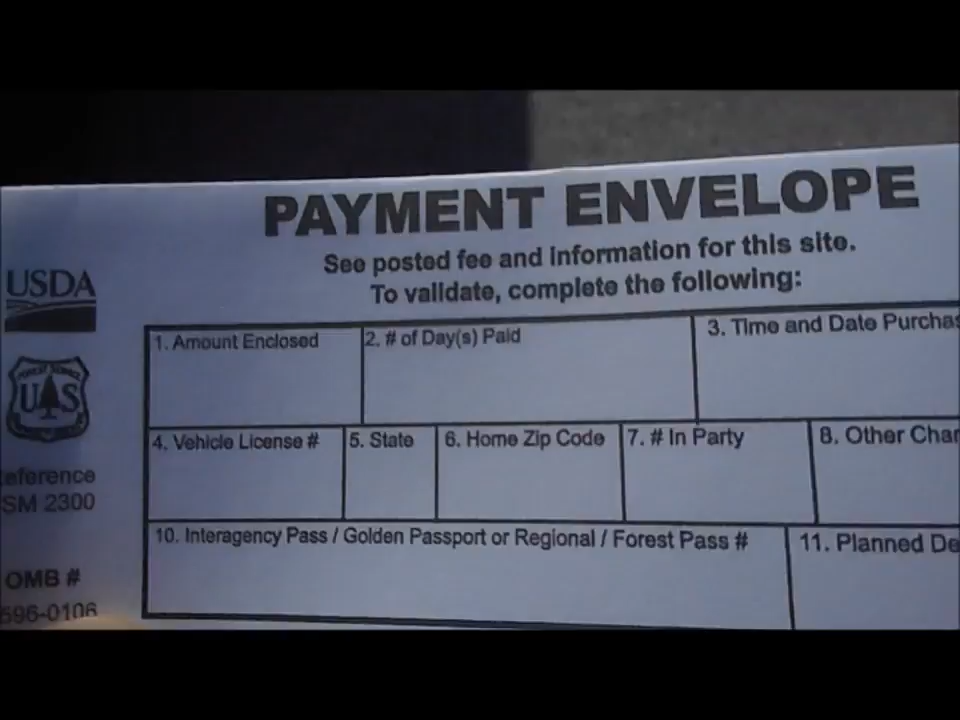 PAYMENT ENVELOPE
See posted fee and Information for this site.
To validate, complete the following:
USDA
FOREST SERVICE
UAS
1. Amount Enclosed
2. # of Day(s) Paid
3. Time and Date Purchas
4. Vehicle License #
5. State
6. Home Zip Code
7. # In Party
8. Other Char
eference
SM 2300
10. Interagency Pass / Golden Passport or Regional / Forest Pass #
11. Planned De
OMB #
596-0106